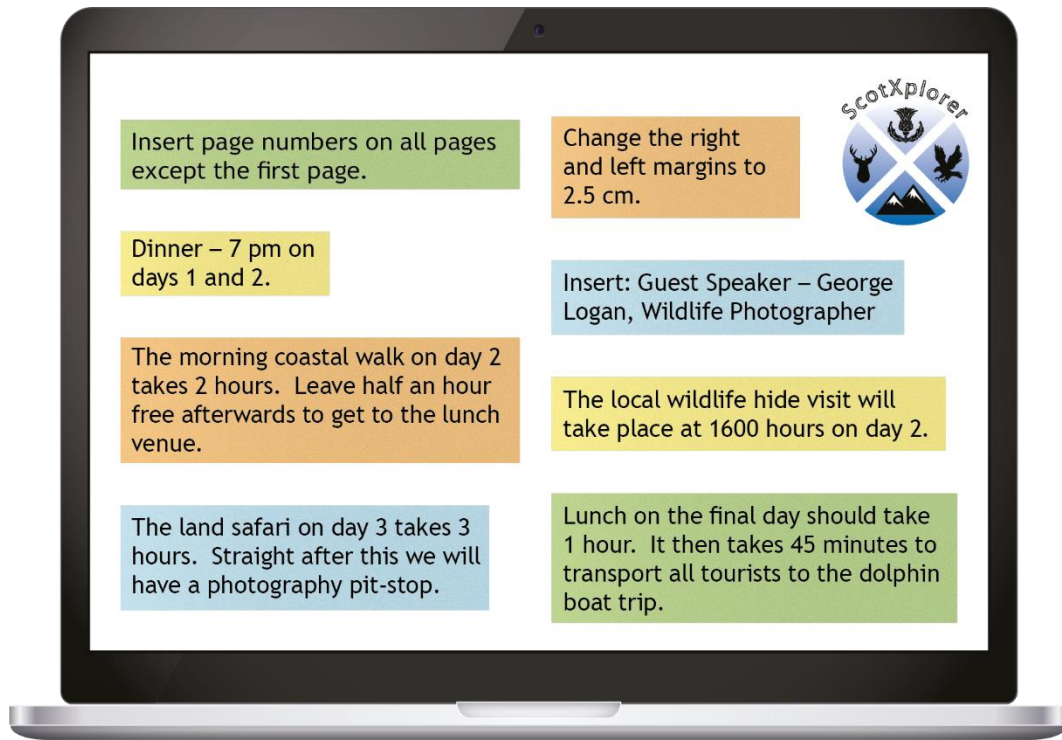 ScotXplorer
Insert page numbers on all pages
except the first page.
Change the right
and left margins to
2.5 cm.
Dinner – 7 pm on
days 1 and 2.
Insert: Guest Speaker – George
Logan, Wildlife Photographer
The morning coastal walk on day 2
takes 2 hours.  Leave half an hour
free afterwards to get to the lunch
venue.
The local wildlife hide visit will
take place at 1600 hours on day 2.
The land safari on day 3 takes 3
hours.  Straight after this we will
have a photography pit-stop.
Lunch on the final day should take
1 hour.  It then takes 45 minutes to
transport all tourists to the dolphin
boat trip.